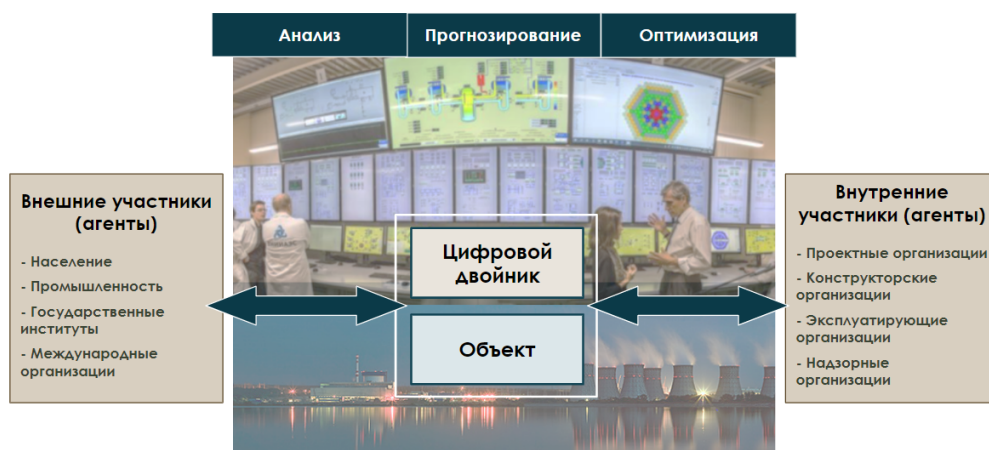 Анализ
Прогнозирование
Оптимизация
Внешние участники
(агенты)
- Население
- Промышленность
- Государственные
институты
- Международные
организации
Цифровой
двойник
Объект
Внутренние
участники (агенты)
- Проектные организации
- Конструкторские
организации
- Эксплуатирующие
организации
- Надзорные
организации